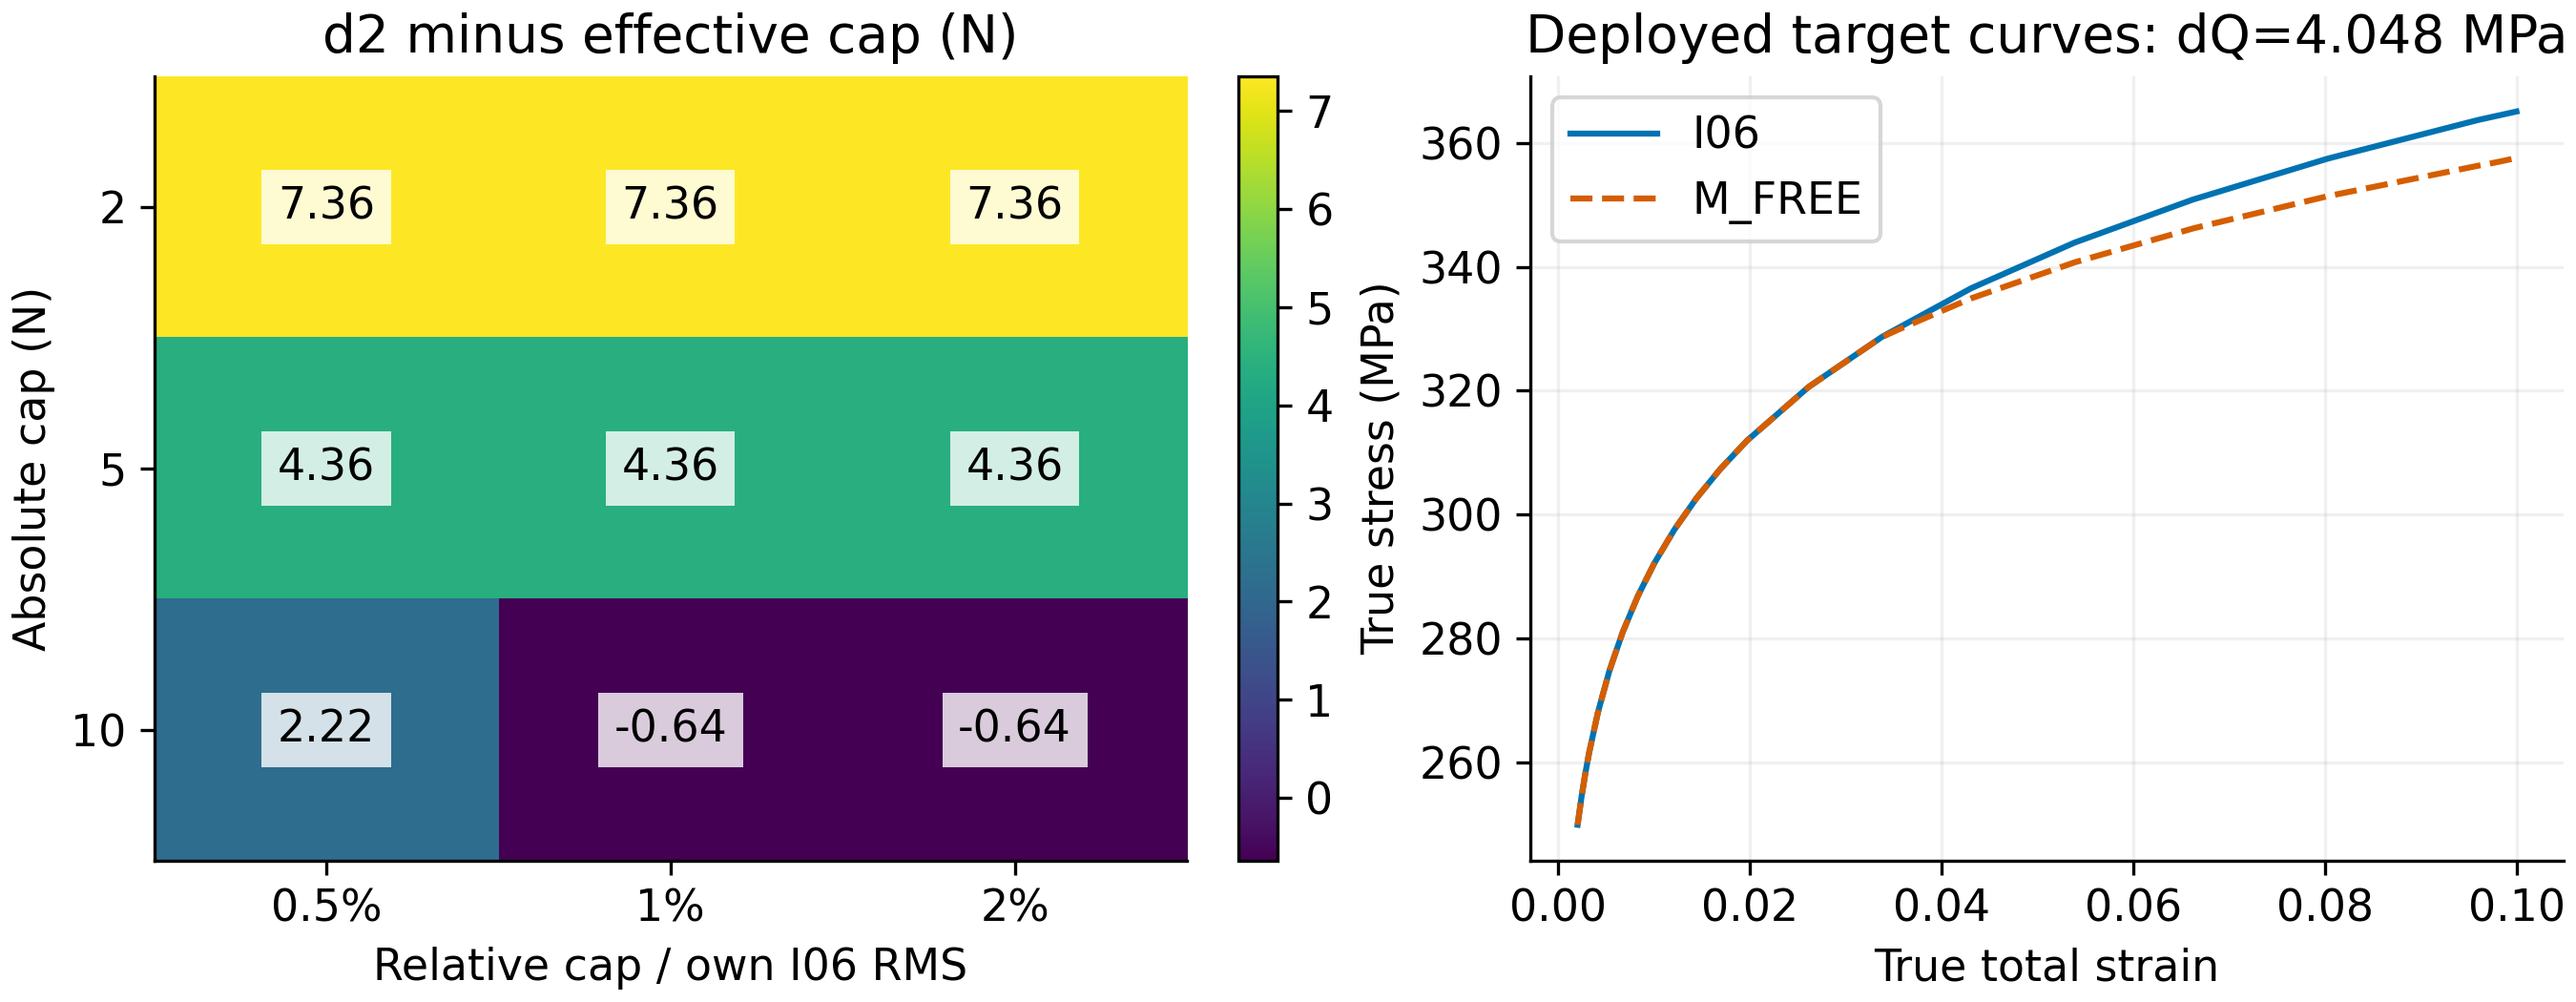 d2 minus effective cap (N)
Absolute cap (N)
2
5
10
7.36 7.36 7.36
4.36 4.36 4.36
2.22 -0.64 -0.64
0.5% 1% 2%
Relative cap / own I06 RMS
7
6
5
4
3
2
1
0
Deployed target curves: dQ=4.048 MPa
I06
M_FREE
True stress (MPa)
360
340
320
300
280
260
0.00 0.02 0.04 0.06 0.08 0.10
True total strain